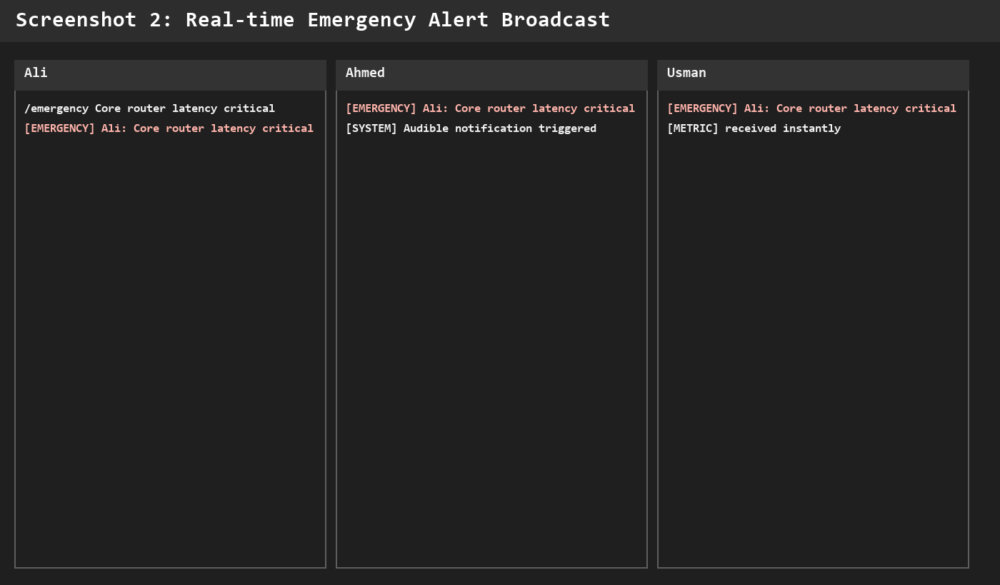 Screenshot 2: Real-time Emergency Alert Broadcast
Ali
/emergency Core router latency critical
[EMERGENCY] Ali: Core router latency critical
Ahmed
[EMERGENCY] Ali: Core router latency critical
[SYSTEM] Audible notification triggered
Usman
[EMERGENCY] Ali: Core router latency critical
[METRIC] received instantly